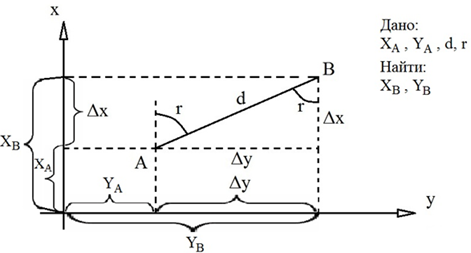 x
Дано:
X_A , Y_A , d, r
Найти:
X_B , Y_B
B
Δx
r
d
r
Δx
X_B
X_A
A
Δy
Y_A
Δy
y
Y_B